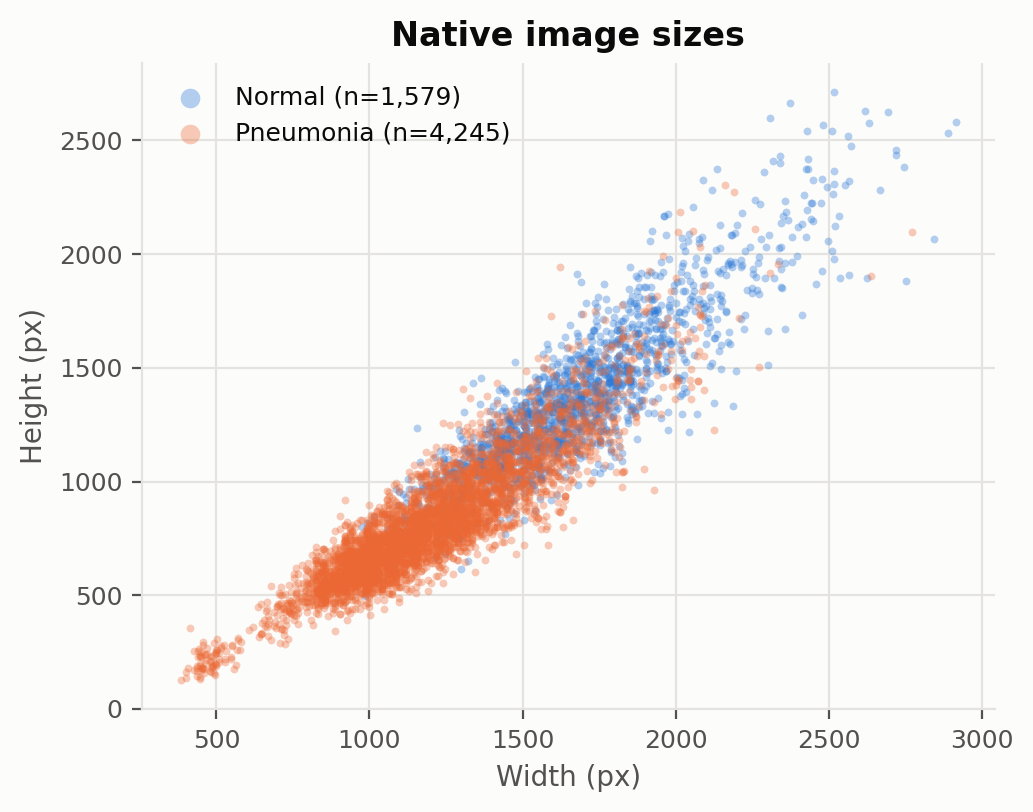 Native image sizes
Normal (n=1,579)
Pneumonia (n=4,245)
Height (px)
2500
2000
1500
1000
500
0
500 1000 1500 2000 2500 3000
Width (px)